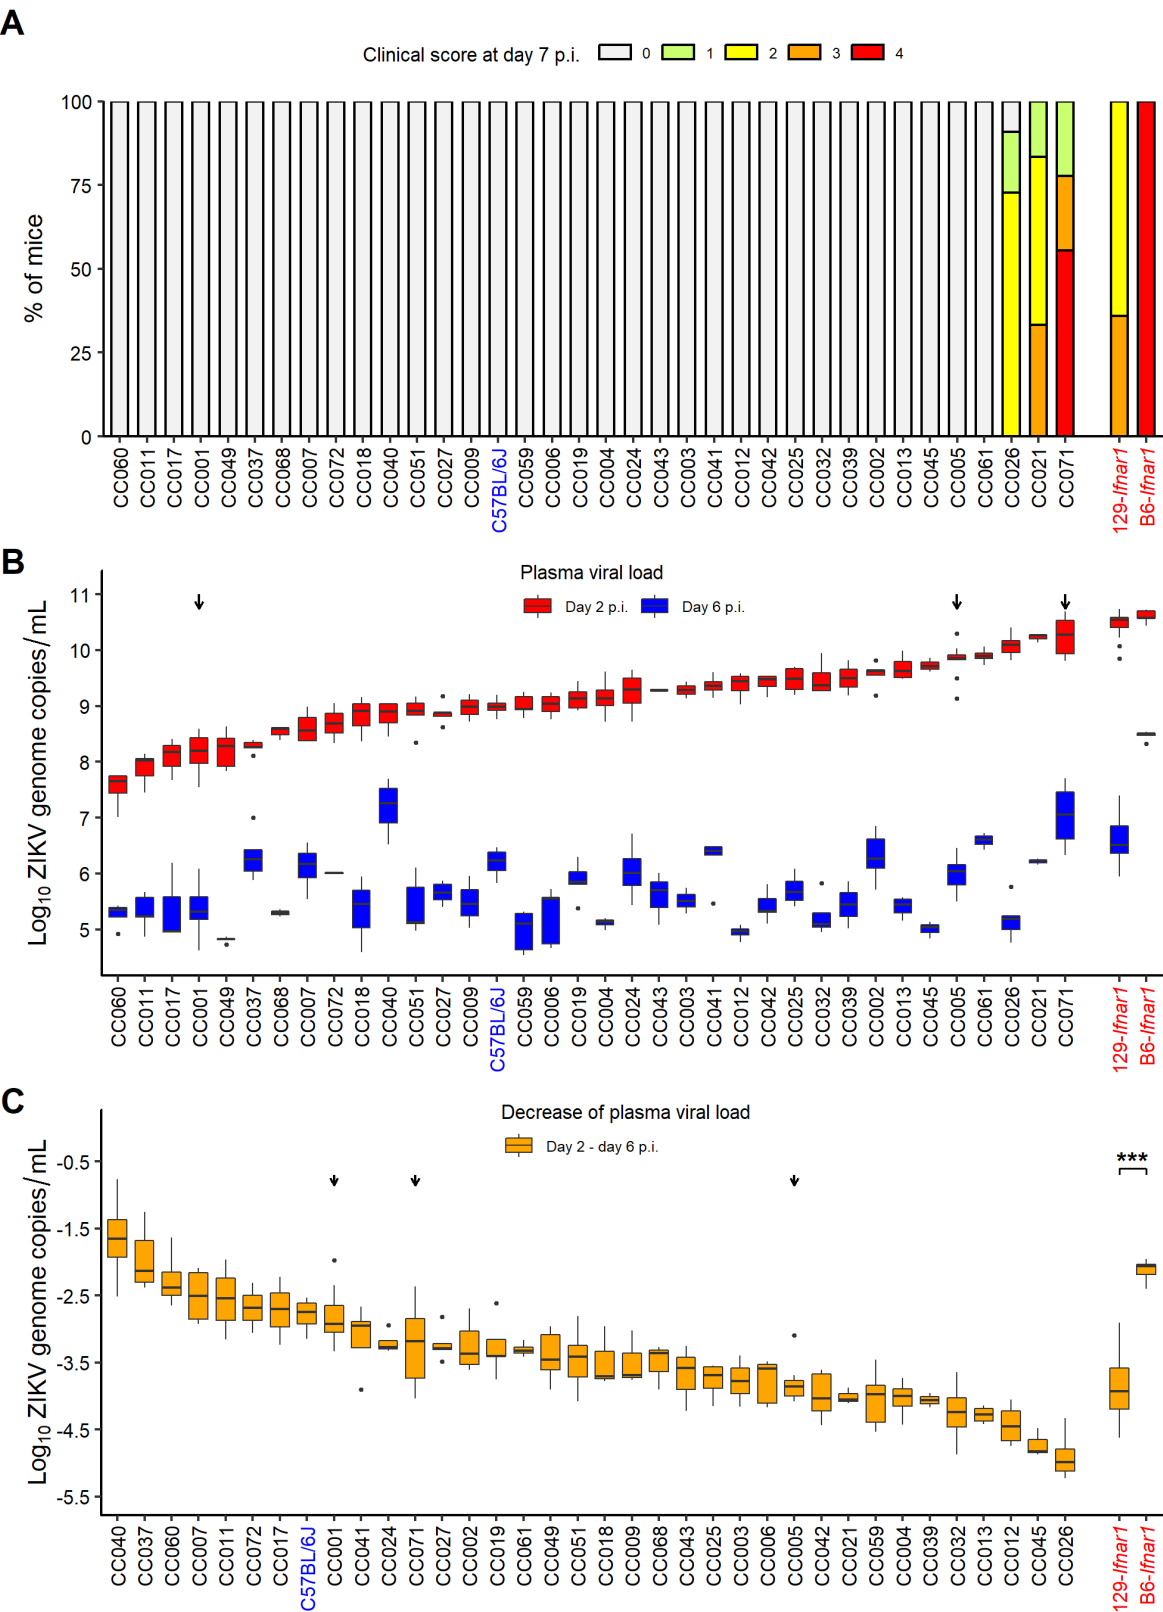 A
Clinical score at day 7 p.i. 0 1 2 3 4
% of mice
100
75
50
25
0
CC060 CC011 CC017 CC001 CC049 CC037 CC068 CC007 CC072 CC018 CC040 CC051 CC027 CC009 C57BL/6J CC059 CC006 CC019 CC004 CC024 CC043 CC003 CC041 CC012 CC042 CC025 CC032 CC039 CC002 CC013 CC045 CC005 CC061 CC026 CC021 CC071 129-Ifnar1 B6-Ifnar1
B
Plasma viral load
Day 2 p.i. Day 6 p.i.
Log10 ZIKV genome copies/mL
11
10
9
8
7
6
5
CC060 CC011 CC017 CC001 CC049 CC037 CC068 CC007 CC072 CC018 CC040 CC051 CC027 CC009 C57BL/6J CC059 CC006 CC019 CC004 CC024 CC043 CC003 CC041 CC012 CC042 CC025 CC032 CC039 CC002 CC013 CC045 CC005 CC061 CC026 CC021 CC071 129-Ifnar1 B6-Ifnar1
C
Decrease of plasma viral load
Day 2 - day 6 p.i.
***
Log10 ZIKV genome copies/mL
-0.5
-1.5
-2.5
-3.5
-4.5
-5.5
CC040 CC037 CC060 CC007 CC011 CC072 CC017 C57BL/6J CC001 CC041 CC024 CC071 CC027 CC002 CC019 CC061 CC049 CC051 CC018 CC009 CC068 CC043 CC025 CC003 CC006 CC005 CC042 CC021 CC059 CC004 CC039 CC032 CC013 CC012 CC045 CC026 129-Ifnar1 B6-Ifnar1